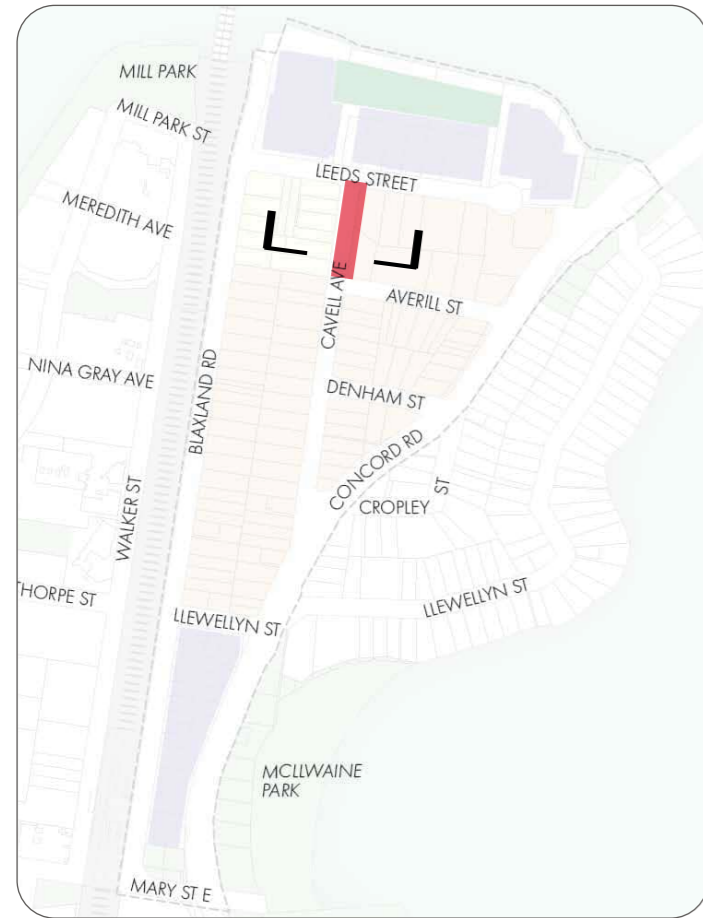 MILL PARK
MILL PARK ST
MEREDITH AVE
LEEDS STREET
AVERILL ST
CAVELL AVE
NINA GRAY AVE
BLAXLAND RD
DENHAM ST
CONCORD RD
CROPLEY ST
WALKER ST
THORPE ST
LLEWELLYN ST
LLEWELLYN ST
MCLLWAINE
PARK
MARY ST E